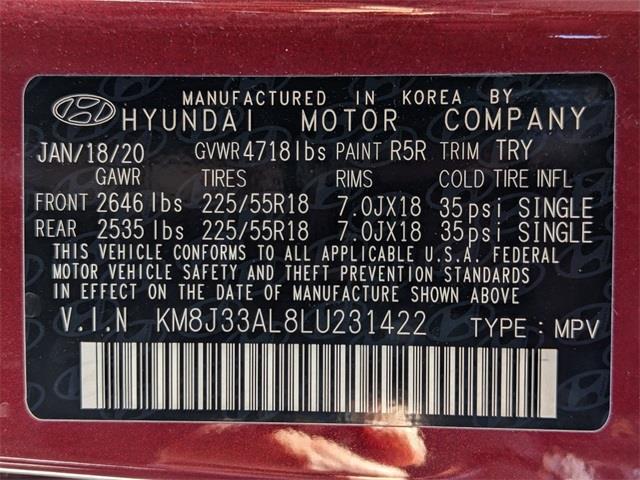 MANUFACTURED IN KOREA BY
HYUNDAI MOTOR COMPANY
JAN/18/20 GVWR 4718lbs PAINT R5R TRIM TRY
GAWR TIRES RIMS COLD TIRE INFL
FRONT 2646 lbs 225/55R18 7.0JX18 35psi SINGLE
REAR 2535 lbs 225/55R18 7.0JX18 35psi SINGLE
THIS VEHICLE CONFORMS TO ALL APPLICABLE U.S.A. FEDERAL
MOTOR VEHICLE SAFETY AND THEFT PREVENTION STANDARDS
IN EFFECT ON THE DATE OF MANUFACTURE SHOWN ABOVE
V.I.N KM8J33AL8LU231422 TYPE : MPV